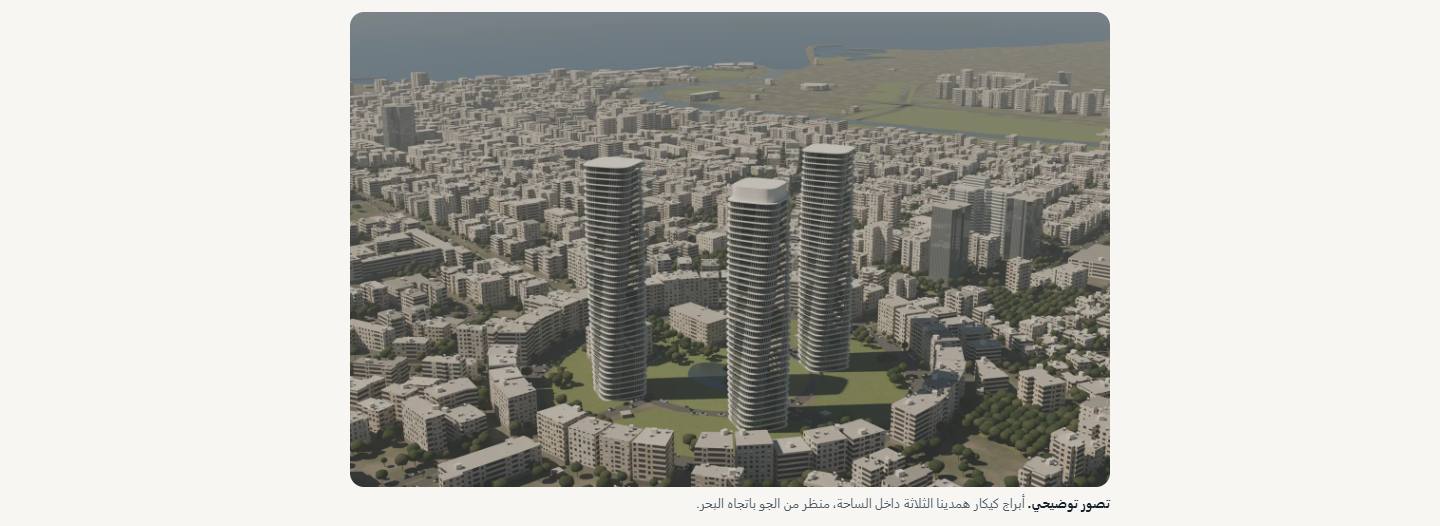 تصور توضيحي. أبراج كيكار همدينا الثلاثة داخل الساحة، منظر من الجو باتجاه البحر.